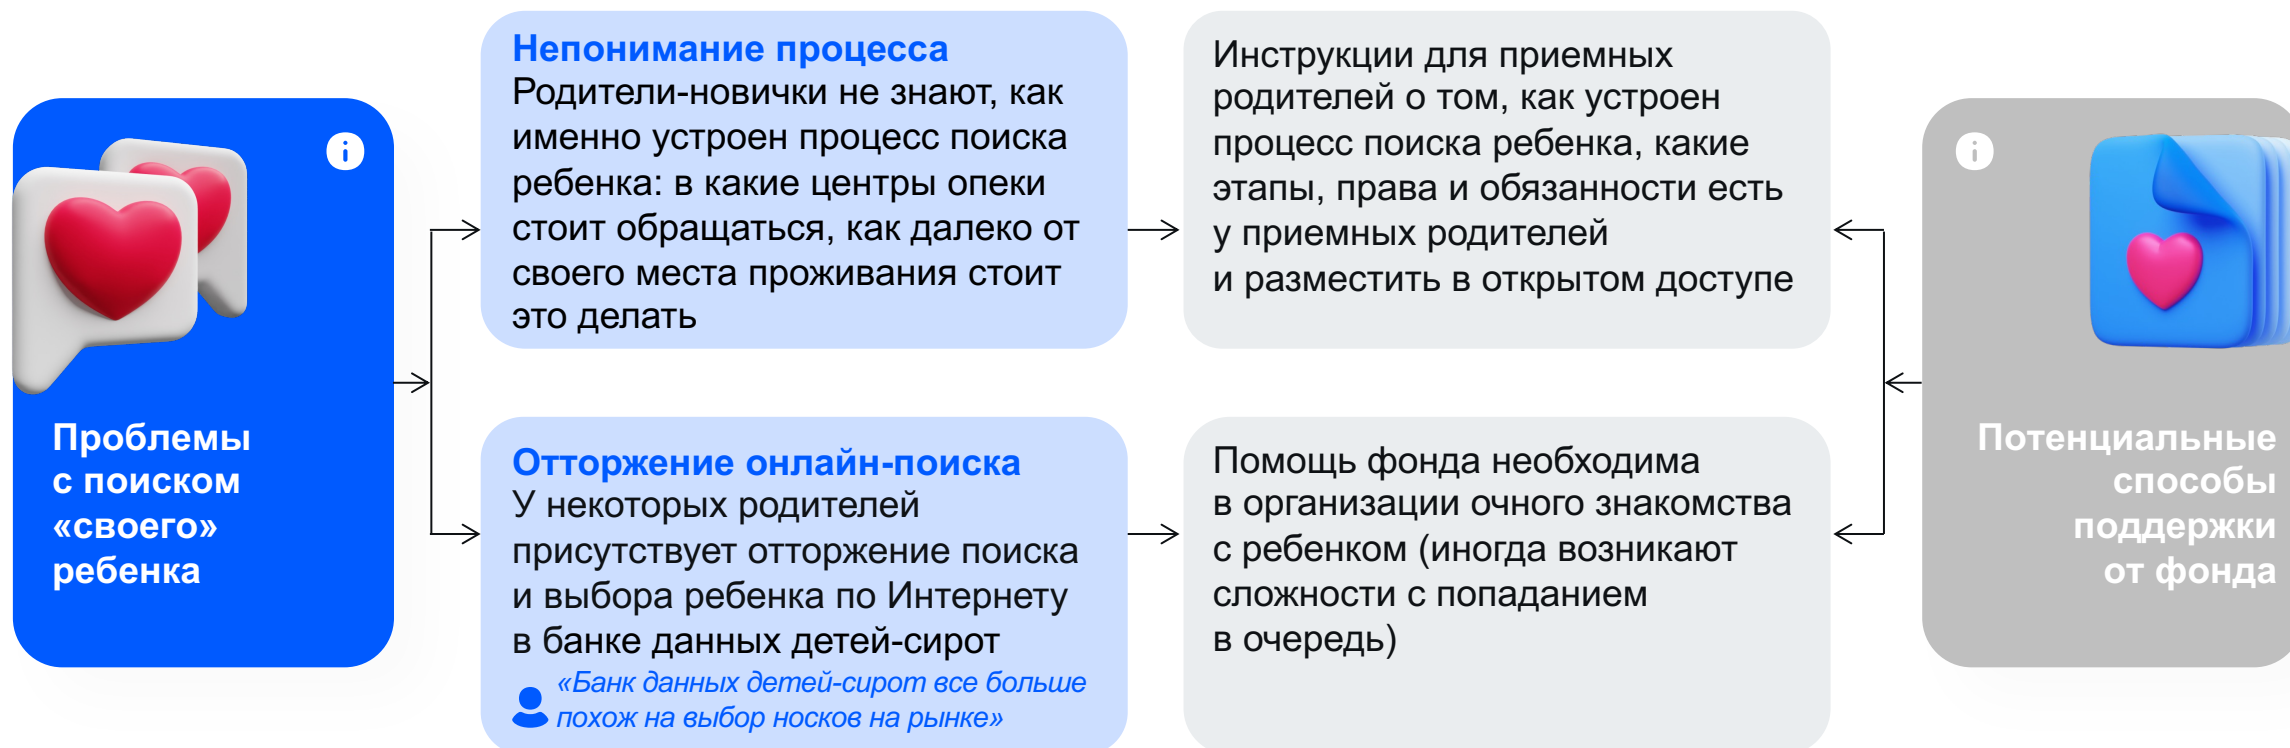 Проблемы
с поиском
«своего»
ребенка
Непонимание процесса
Родители-новички не знают, как
именно устроен процесс поиска
ребенка: в какие центры опеки
стоит обращаться, как далеко от
своего места проживания стоит
это делать
Инструкции для приемных
родителей о том, как устроен
процесс поиска ребенка, какие
этапы, права и обязанности есть
у приемных родителей
и разместить в открытом доступе
Отторжение онлайн-поиска
У некоторых родителей
присутствует отторжение поиска
и выбора ребенка по Интернету
в банке данных детей-сирот
«Банк данных детей-сирот все больше
похож на выбор носков на рынке»
Помощь фонда необходима
в организации очного знакомства
с ребенком (иногда возникают
сложности с попаданием
в очередь)
Потенциальные
способы
поддержки
от фонда